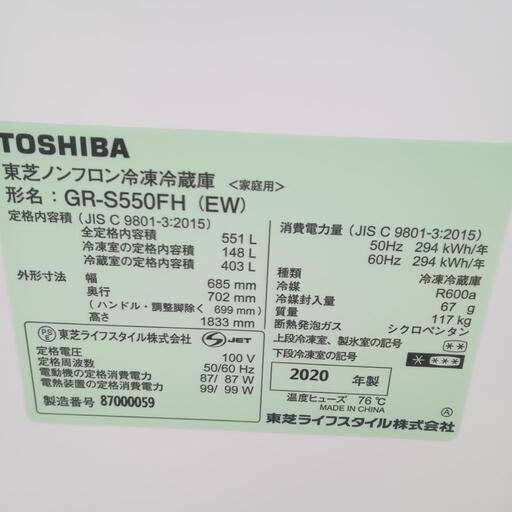 TOSHIBA
東芝ノンフロン冷凍冷蔵庫 <家庭用>
形名：GR-S550FH (EW)
定格内容積 (JIS C 9801-3:2015)
全定格内容積 551 L
冷凍室の定格内容積 148 L
冷蔵室の定格内容積 403 L
外形寸法 幅 685 mm
奥行 702 mm
(ハンドル・調整脚除く 699 mm)
高さ 1833 mm
PS E 東芝ライフスタイル株式会社 S JET
定格電圧 100 V
定格周波数 50/60 Hz
電動機の定格消費電力 87/ 87 W
電熱装置の定格消費電力 99/ 99 W
製造番号 87000059
消費電力量 (JIS C 9801-3:2015)
50Hz 294 kWh/年
60Hz 294 kWh/年
種類 冷凍冷蔵庫
冷媒 R600a
冷媒封入量 67 g
質量 117 kg
断熱発泡ガス シクロペンタン
上段冷凍室、製氷室の記号 **
下段冷凍室の記号 * ***
2020 年製
温度ヒューズ 76℃
MADE IN CHINA
A
東芝ライフスタイル株式会社